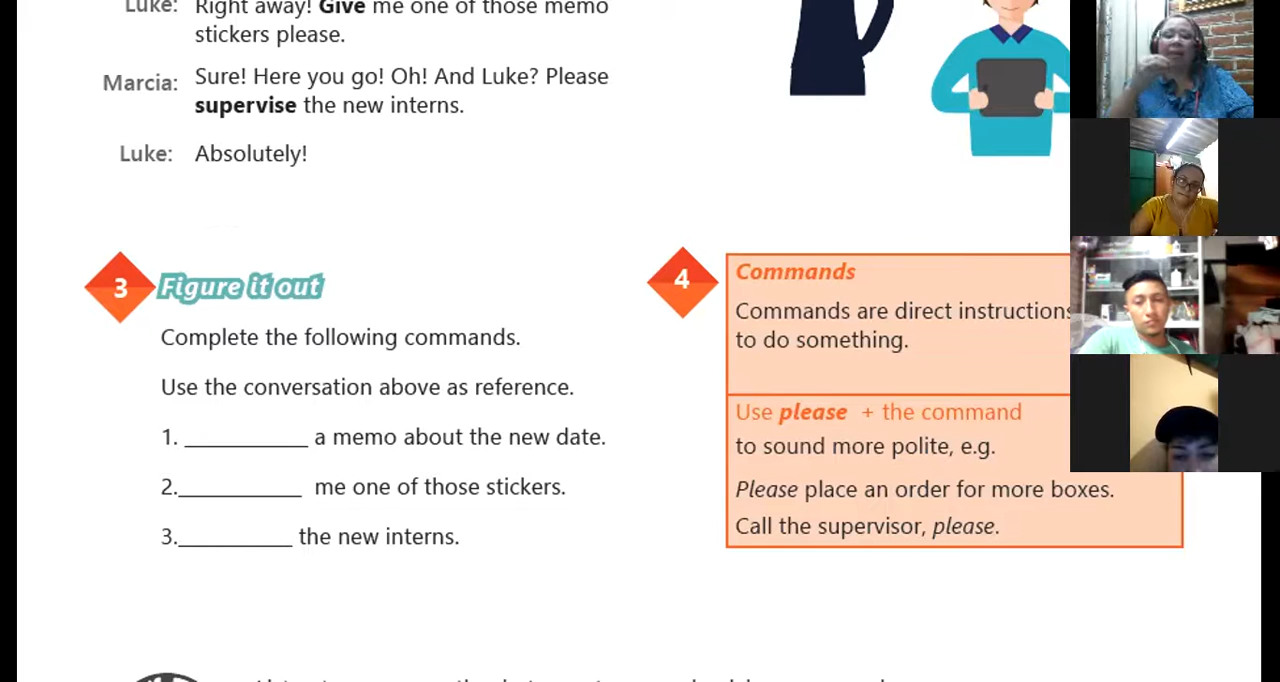 Luke: Right away! Give me one of those memo
stickers please.
Marcia: Sure! Here you go! Oh! And Luke? Please
supervise the new interns.
Luke: Absolutely!
3 Figure it out
Complete the following commands.
Use the conversation above as reference.
1. __________ a memo about the new date.
2.__________ me one of those stickers.
3.__________ the new interns.
4 Commands
Commands are direct instructions
to do something.
Use please + the command
to sound more polite, e.g.
Please place an order for more boxes.
Call the supervisor, please.